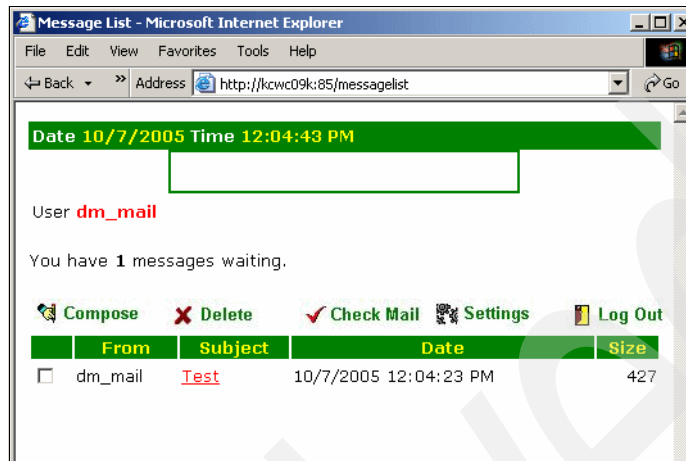 Message List - Microsoft Internet Explorer
File Edit View Favorites Tools Help
Back » Address http://kcwc09k:85/messagelist Go
Date 10/7/2005 Time 12:04:43 PM
User dm_mail
You have 1 messages waiting.
Compose Delete Check Mail Settings Log Out
From Subject Date Size
dm_mail Test 10/7/2005 12:04:23 PM 427